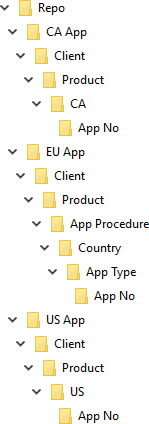 Repo
CA App
Client
Product
CA
App No
EU App
Client
Product
App Procedure
Country
App Type
App No
US App
Client
Product
US
App No